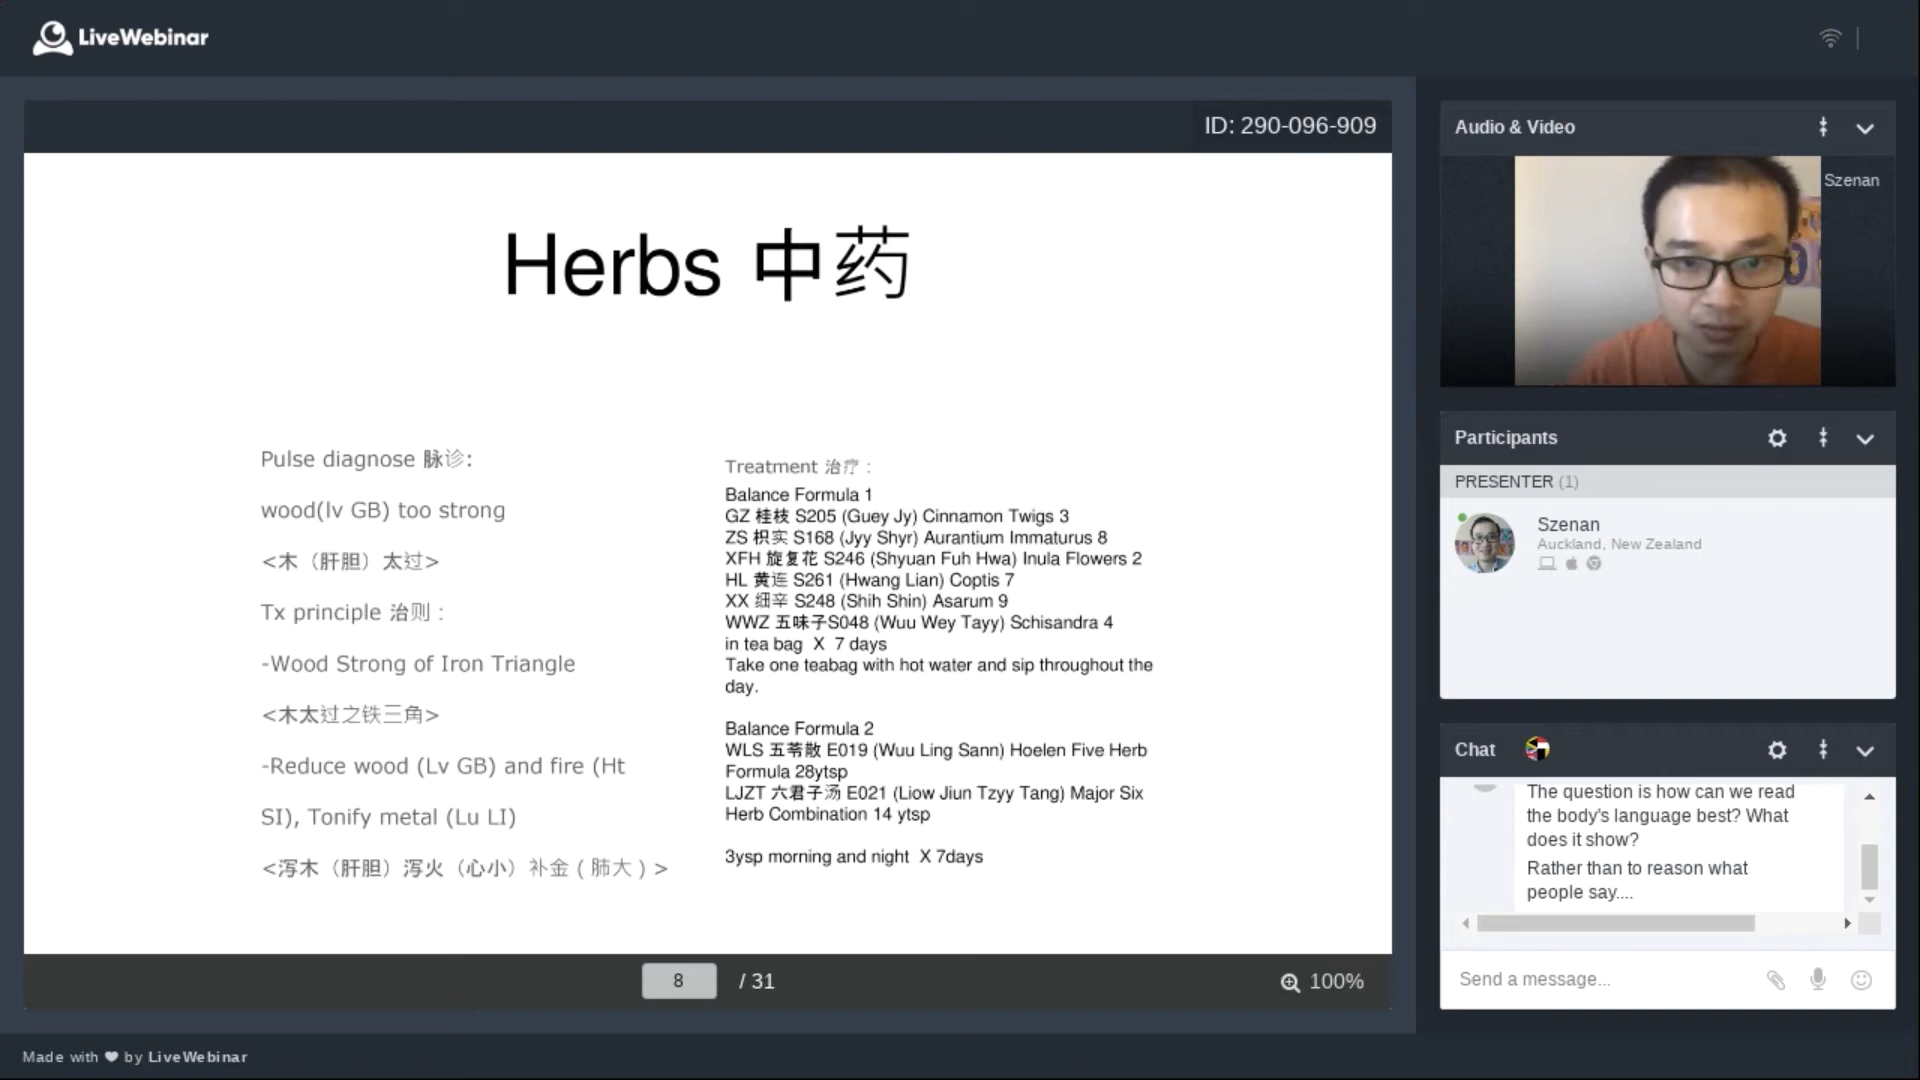 LiveWebinar
ID: 290-096-909
Herbs 中药
Pulse diagnose 脉诊:
wood(lv GB) too strong
<木（肝胆）太过>
Tx principle 治则 :
-Wood Strong of Iron Triangle
<木太过之铁三角>
-Reduce wood (Lv GB) and fire (Ht
SI), Tonify metal (Lu LI)
<泻木（肝胆）泻火（心小）补金 ( 肺大 ) >
Treatment 治疗 :
Balance Formula 1
GZ 桂枝 S205 (Guey Jy) Cinnamon Twigs 3
ZS 枳实 S168 (Jyy Shyr) Aurantium Immaturus 8
XFH 旋复花 S246 (Shyuan Fuh Hwa) Inula Flowers 2
HL 黄连 S261 (Hwang Lian) Coptis 7
XX 细辛 S248 (Shih Shin) Asarum 9
WWZ 五味子S048 (Wuu Wey Tayy) Schisandra 4
in tea bag X 7 days
Take one teabag with hot water and sip throughout the
day.
Balance Formula 2
WLS 五苓散 E019 (Wuu Ling Sann) Hoelen Five Herb
Formula 28ytsp
LJZT 六君子汤 E021 (Liow Jiun Tzyy Tang) Major Six
Herb Combination 14 ytsp
3ysp morning and night X 7days
8 / 31
100%
Audio & Video
Szenan
Participants
PRESENTER (1)
Szenan
Auckland, New Zealand
Chat
The question is how can we read
the body's language best? What
does it show?
Rather than to reason what
people say....
Send a message...
Made with ❤ by LiveWebinar